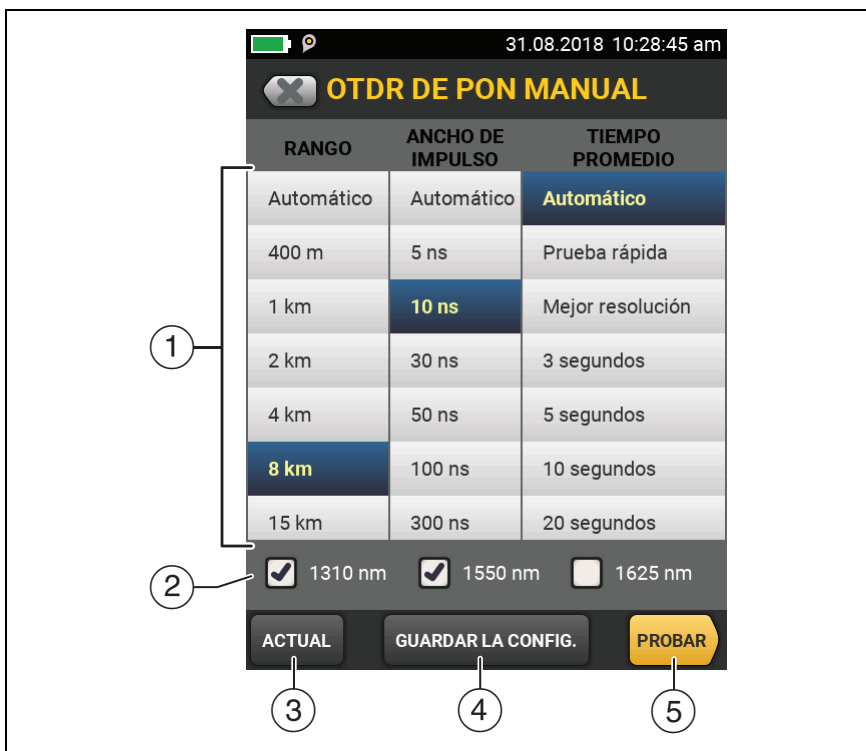 31.08.2018 10:28:45 am
OTDR DE PON MANUAL
RANGO ANCHO DE IMPULSO TIEMPO PROMEDIO
Automático Automático Automático
400 m 5 ns Prueba rápida
1 km 10 ns Mejor resolución
2 km 30 ns 3 segundos
4 km 50 ns 5 segundos
8 km 100 ns 10 segundos
15 km 300 ns 20 segundos
1310 nm 1550 nm 1625 nm
ACTUAL GUARDAR LA CONFIG. PROBAR
1
2
3 4 5